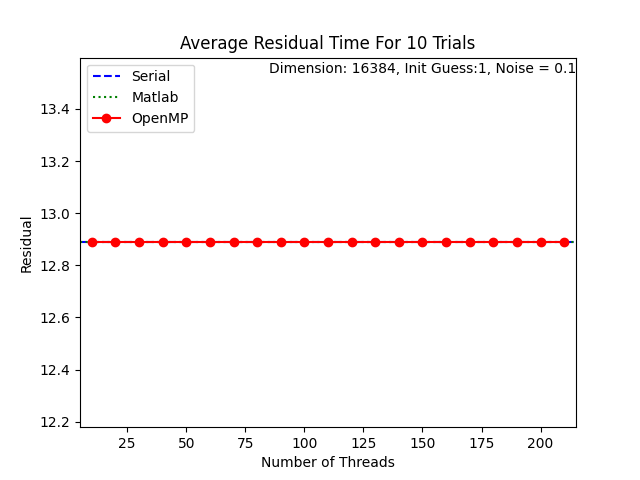 Average Residual Time For 10 Trials
Dimension: 16384, Init Guess:1, Noise = 0.1
Serial
Matlab
OpenMP
Residual
13.4
13.2
13.0
12.8
12.6
12.4
12.2
25 50 75 100 125 150 175 200
Number of Threads